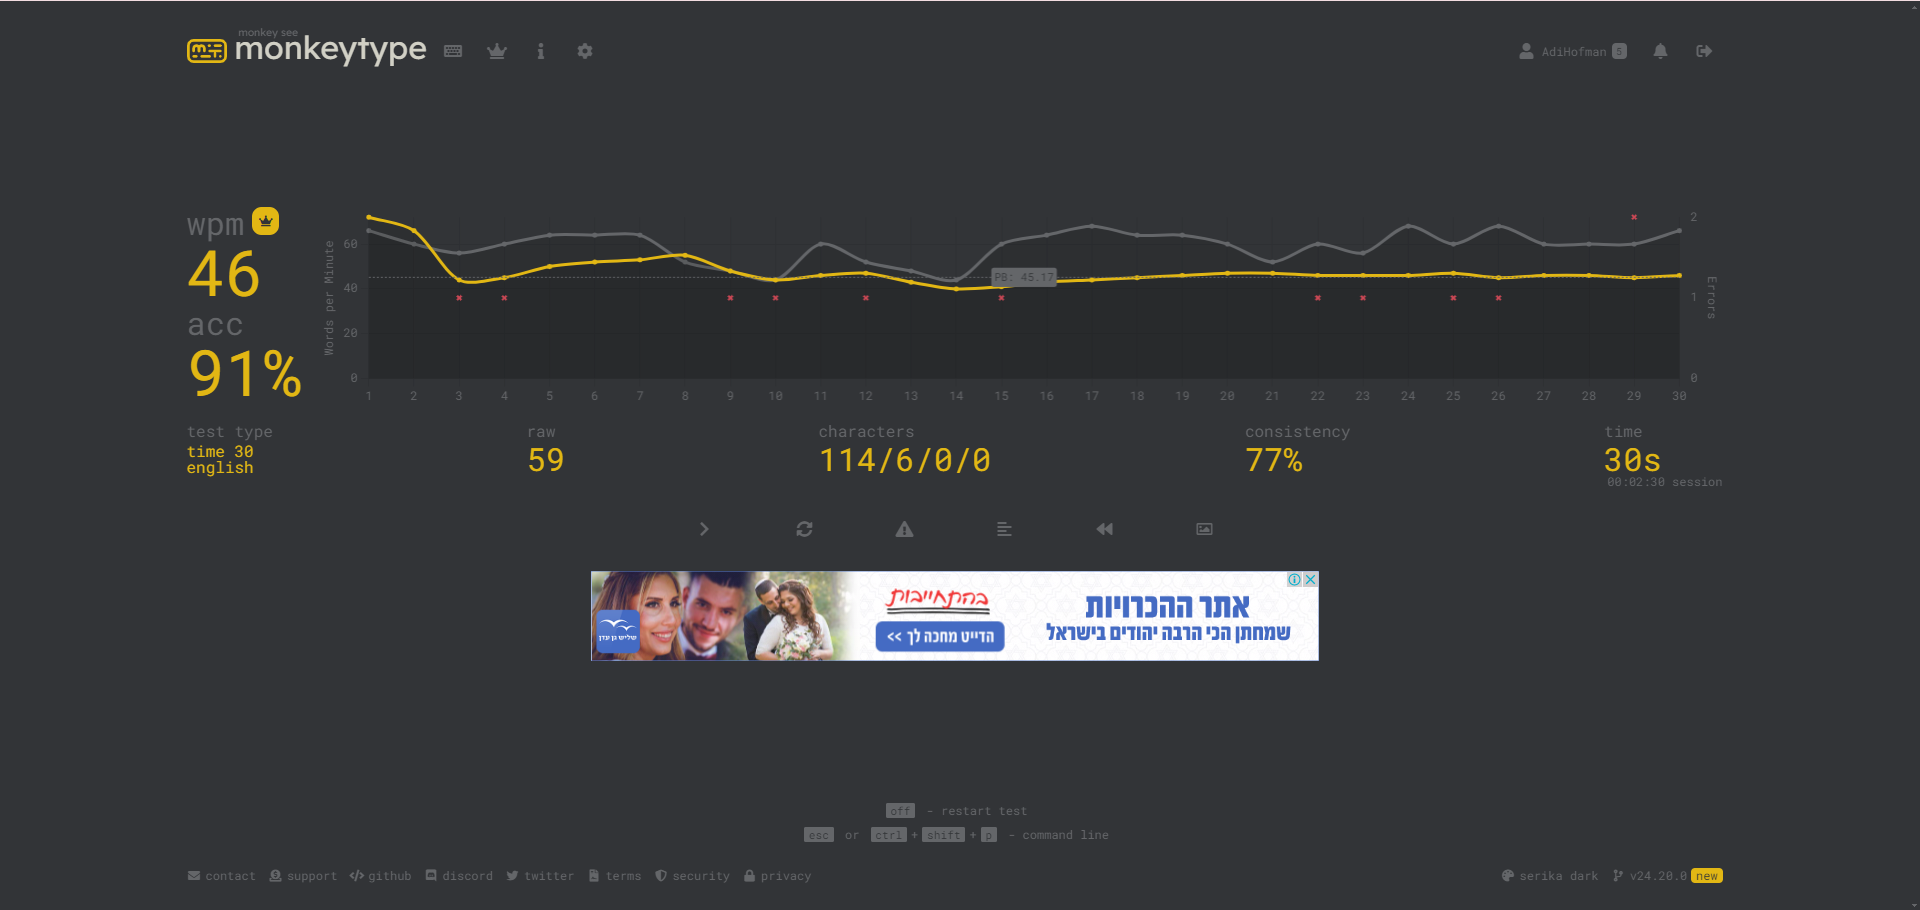 monkey see
monkeytype
AdiHofman 5
wpm
46
acc
91%
Words per Minute
60
40
20
0
PB: 45.17
2
1
0
Errors
1 2 3 4 5 6 7 8 9 10 11 12 13 14 15 16 17 18 19 20 21 22 23 24 25 26 27 28 29 30
test type
time 30
english
raw
59
characters
114/6/0/0
consistency
77%
time
30s
00:02:30 session
שליש גן עדן
בהתחייבות
הדייט מחכה לך >>
אתר ההכרויות
שמחתן הכי הרבה יהודים בישראל
off - restart test
esc or ctrl + shift + p - command line
contact support github discord twitter terms security privacy
serika dark v24.20.0 new